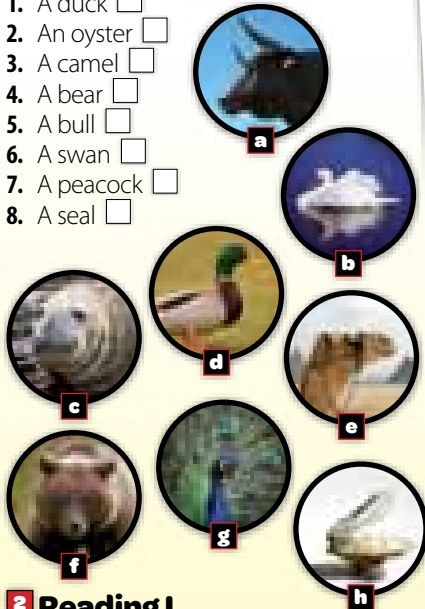 1. A duck
2. An oyster
3. A camel
4. A bear
5. A bull
6. A swan
7. A peacock
8. A seal
a
b
d
c
e
g
f
h
2 Reading I